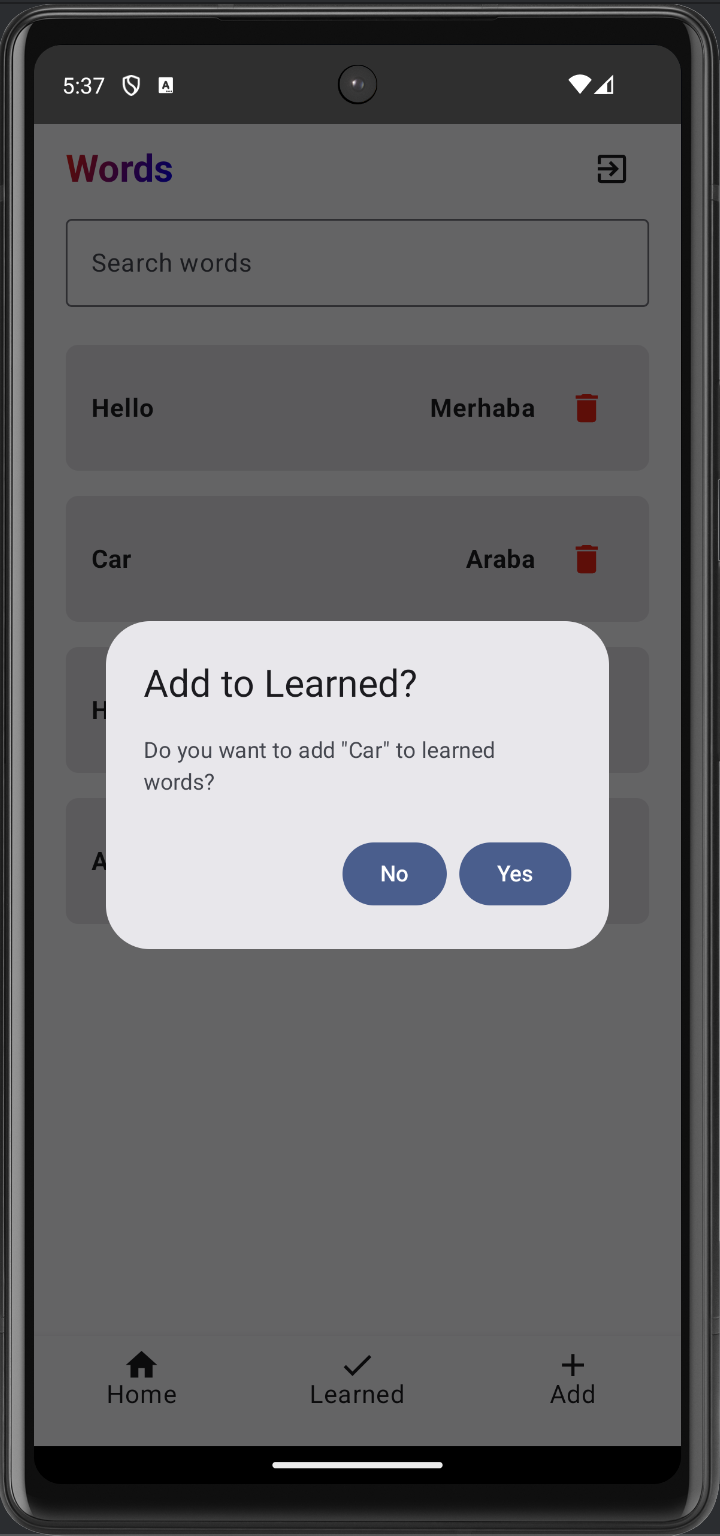 5:37
Words
Search words
Hello Merhaba
Car Araba
Add to Learned?
Do you want to add "Car" to learned
words?
No Yes
Home Learned Add